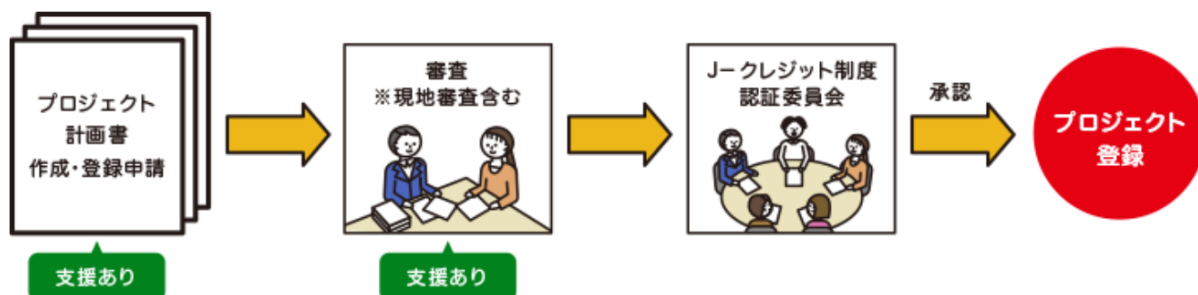 プロジェクト
計画書
作成・登録申請
支援あり
審査
※現地審査含む
支援あり
J-クレジット制度
認証委員会
承認
プロジェクト
登録